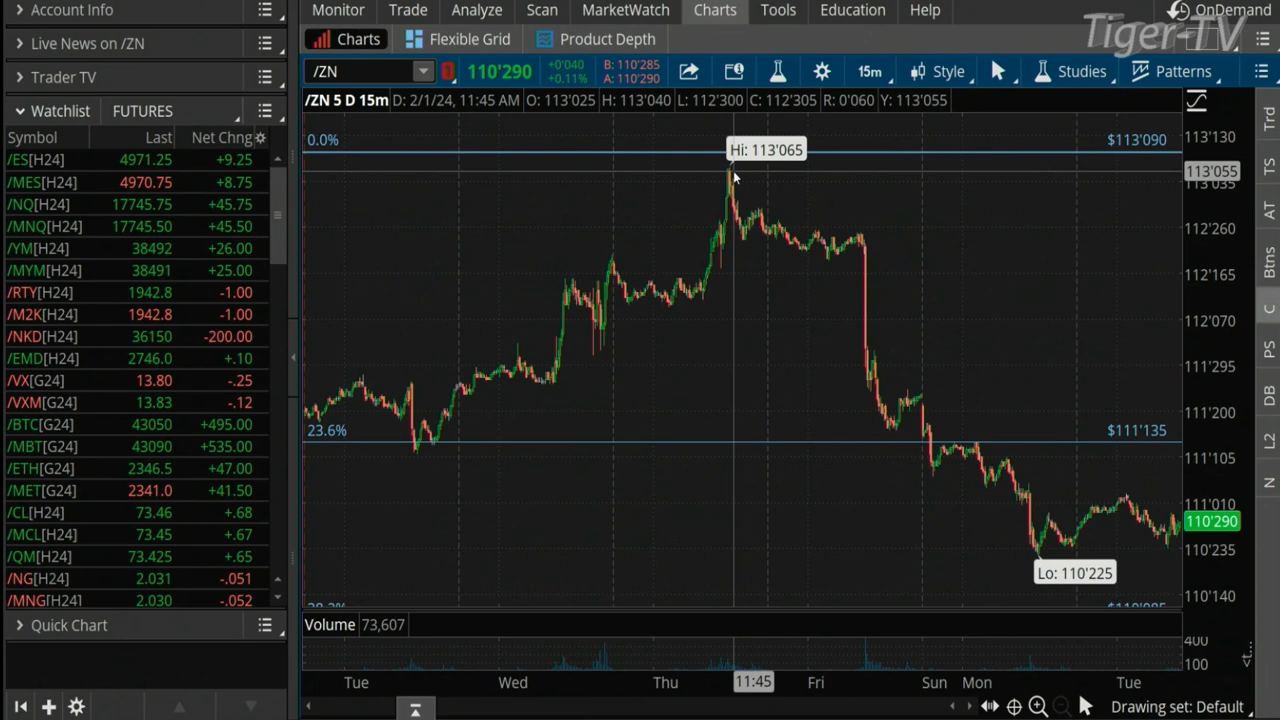 Account Info
Monitor Trade Analyze Scan MarketWatch Charts Tools Education Help OnDemand
Tiger-TV
Live News on /ZN
Charts Flexible Grid Product Depth
Trader TV
/ZN 110'290 +0'040 +0.11% B: 110'285 A: 110'290 15m Style Studies Patterns
Watchlist FUTURES
/ZN 5 D 15m D: 2/1/24, 11:45 AM O: 113'025 H: 113'040 L: 112'300 C: 112'305 R: 0'060 Y: 113'055
Symbol Last Net Chng
/ES[H24] 4971.25 +9.25
/MES[H24] 4970.75 +8.75
/NQ[H24] 17745.75 +45.75
/MNQ[H24] 17745.50 +45.50
/YM[H24] 38492 +26.00
/MYM[H24] 38491 +25.00
/RTY[H24] 1942.8 -1.00
/M2K[H24] 1942.8 -1.00
/NKD[H24] 36150 -200.00
/EMD[H24] 2746.0 +.10
/VX[G24] 13.80 -.25
/VXM[G24] 13.83 -.12
/BTC[G24] 43050 +495.00
/MBT[G24] 43090 +535.00
/ETH[G24] 2346.5 +47.00
/MET[G24] 2341.0 +41.50
/CL[H24] 73.46 +.68
/MCL[H24] 73.45 +.67
/QM[H24] 73.425 +.65
/NG[H24] 2.031 -.051
/MNG[H24] 2.030 -.052
Quick Chart
0.0% $113'090
Hi: 113'065
23.6% $111'135
Lo: 110'225
113'130
113'055
113'035
112'260
112'165
112'070
111'295
111'200
111'105
111'010
110'290
110'235
110'140
Volume 73,607
400
100
Tue Wed Thu 11:45 Fri Sun Mon Tue
Drawing set: Default
Trd
TS
AT
Btns
C
PS
DB
L2
N